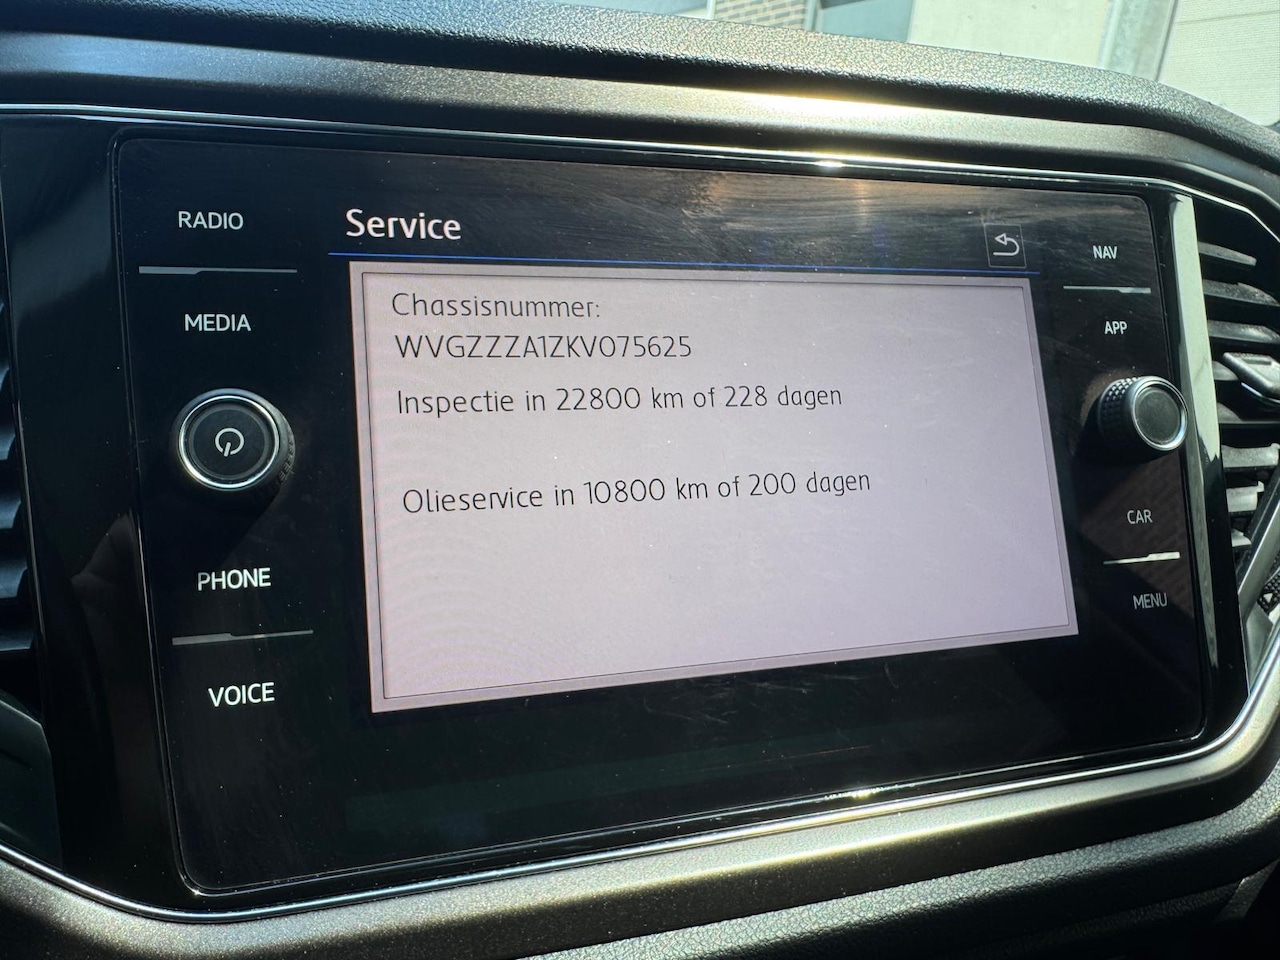 RADIO
MEDIA
PHONE
VOICE
Service
Chassisnummer:
WVGZZZA1ZKV075625
Inspectie in 22800 km of 228 dagen
Olieservice in 10800 km of 200 dagen
NAV
APP
CAR
MENU